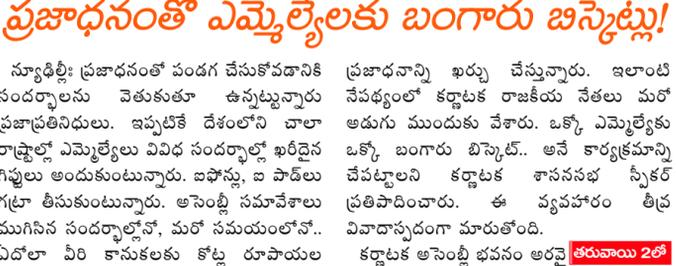 ప్రజాధనంతో ఎమ్మెల్యేలకు బంగారు బిస్కెట్లు!
న్యూఢిల్లీః ప్రజాధనంతో పండగ చేసుకోవడానికి
సందర్భాలను వెతుకుతూ ఉన్నట్టున్నారు
ప్రజాప్రతినిధులు. ఇప్పటికే దేశంలోని చాలా
రాష్ట్రాల్లో ఎమ్మెల్యేలు వివిధ సందర్భాల్లో ఖరీదైన
గిఫ్టులు అందుకుంటున్నారు. ఐఫోన్లు, ఐ పాడ్‌లు
గట్రా తీసుకుంటున్నారు. అసెంబ్లీ సమావేశాలు
ముగిసిన సందర్భాల్లోనో, మరో సమయంలోనో..
ఏదోలా వీరి కానుకలకు కోట్ల రూపాయల
ప్రజాధనాన్ని ఖర్చు చేస్తున్నారు. ఇలాంటి
నేపథ్యంలో కర్ణాటక రాజకీయ నేతలు మరో
అడుగు ముందుకు వేశారు. ఒక్కో ఎమ్మెల్యేకు
ఒక్కో బంగారు బిస్కెట్.. అనే కార్యక్రమాన్ని
చేపట్టాలని కర్ణాటక శాసనసభ స్పీకర్
ప్రతిపాదించారు. ఈ వ్యవహారం తీవ్ర
వివాదాస్పదంగా మారుతోంది.
కర్ణాటక అసెంబ్లీ భవనం అరవై తరువాయి 2లో